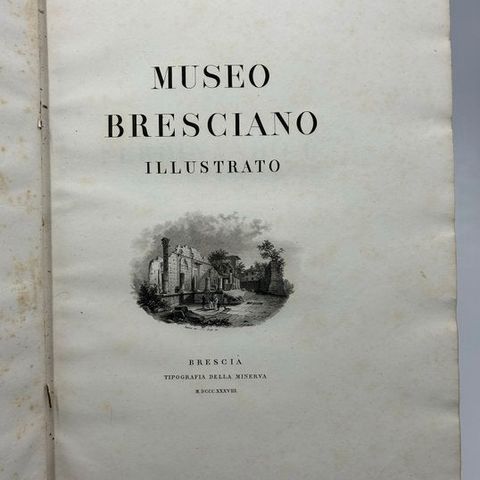 MUSEO
BRESCIANO
ILLUSTRATO
BRESCIA
TIPOGRAFIA DELLA MINERVA
M.DCCC.XXXVIII.